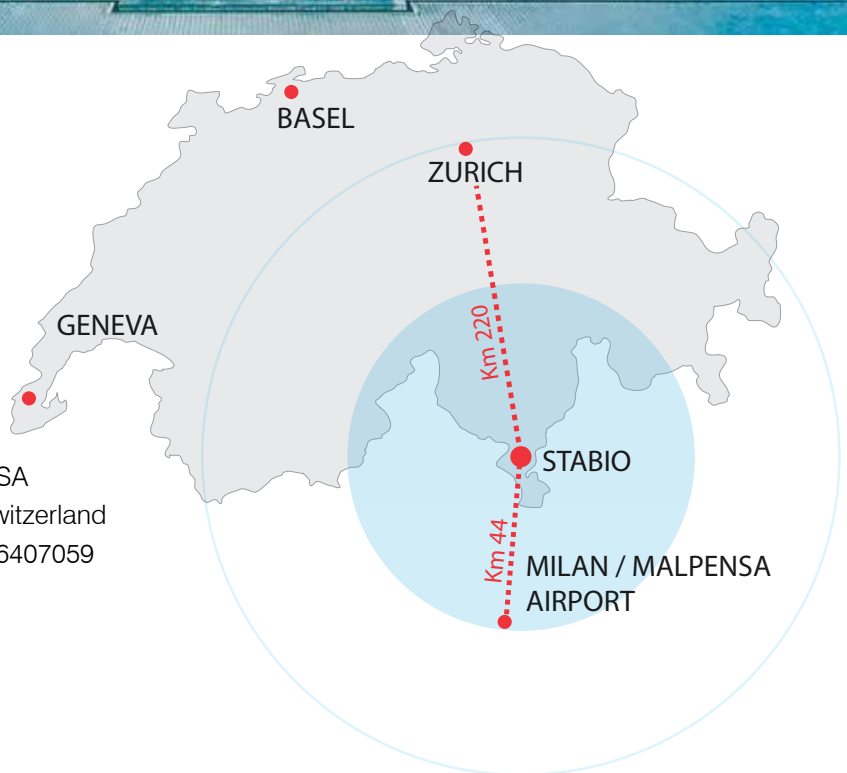 BASEL
ZURICH
GENEVA
Km 220
STABIO
SA
witzerland
6407059
Km 44
MILAN / MALPENSA
AIRPORT